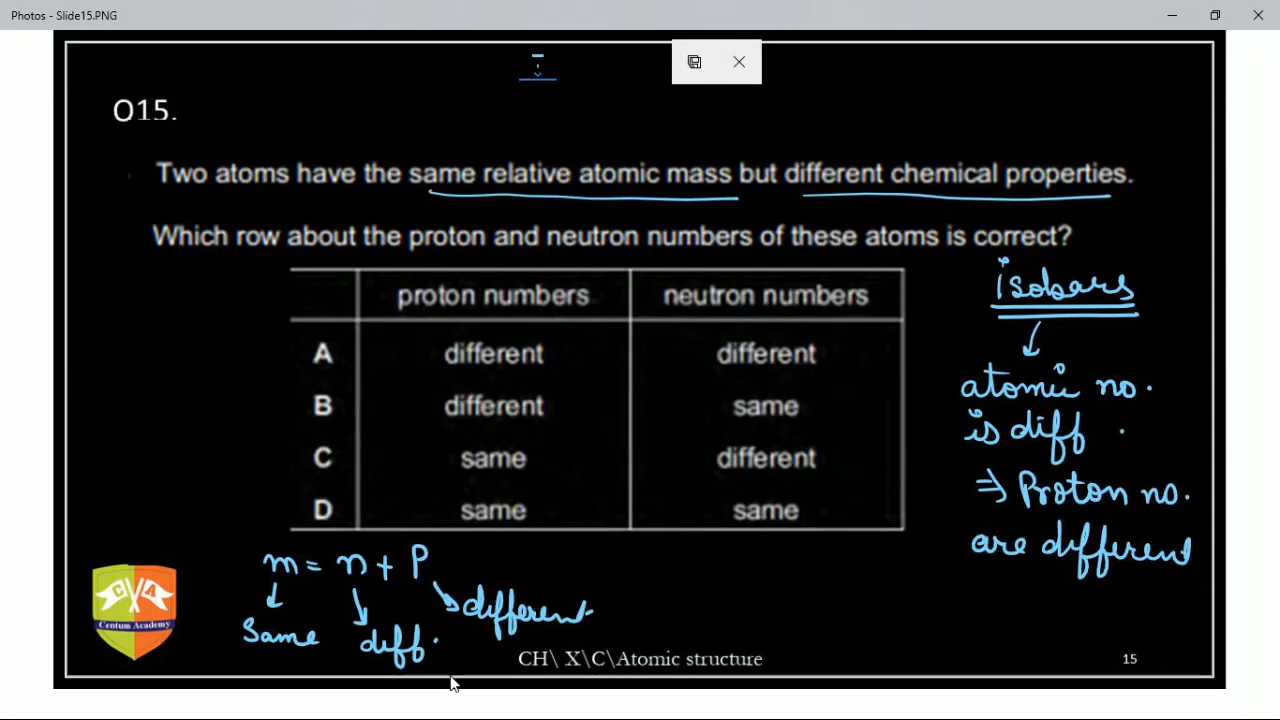 Photos - Slide15.PNG
Q15.
Two atoms have the same relative atomic mass but different chemical properties.
Which row about the proton and neutron numbers of these atoms is correct?
proton numbers neutron numbers
A different different
B different same
C same different
D same same
isobars
atomic no.
is diff.
⇒ Proton no.
are different
m = n + P
different
Same diff.
C A
Centum Academy
CH\ X\C\Atomic structure
15